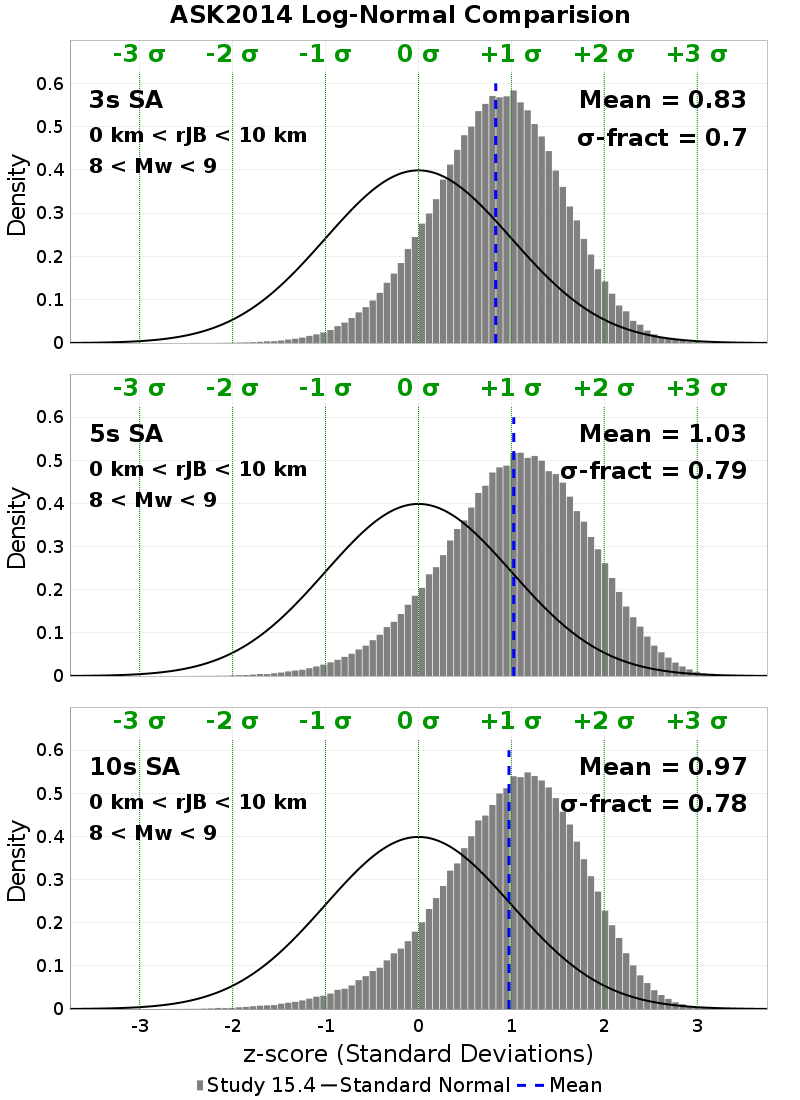 ASK2014 Log-Normal Comparision
-3 σ -2 σ -1 σ 0 σ +1 σ +2 σ +3 σ
3s SA
0 km < rJB < 10 km
8 < Mw < 9
Mean = 0.83
σ-fract = 0.7
0.6
0.5
0.4
0.3
0.2
0.1
0
Density
-3 σ -2 σ -1 σ 0 σ +1 σ +2 σ +3 σ
5s SA
0 km < rJB < 10 km
8 < Mw < 9
Mean = 1.03
σ-fract = 0.79
0.6
0.5
0.4
0.3
0.2
0.1
0
Density
-3 σ -2 σ -1 σ 0 σ +1 σ +2 σ +3 σ
10s SA
0 km < rJB < 10 km
8 < Mw < 9
Mean = 0.97
σ-fract = 0.78
0.6
0.5
0.4
0.3
0.2
0.1
0
Density
-3 -2 -1 0 1 2 3
z-score (Standard Deviations)
Study 15.4 Standard Normal Mean